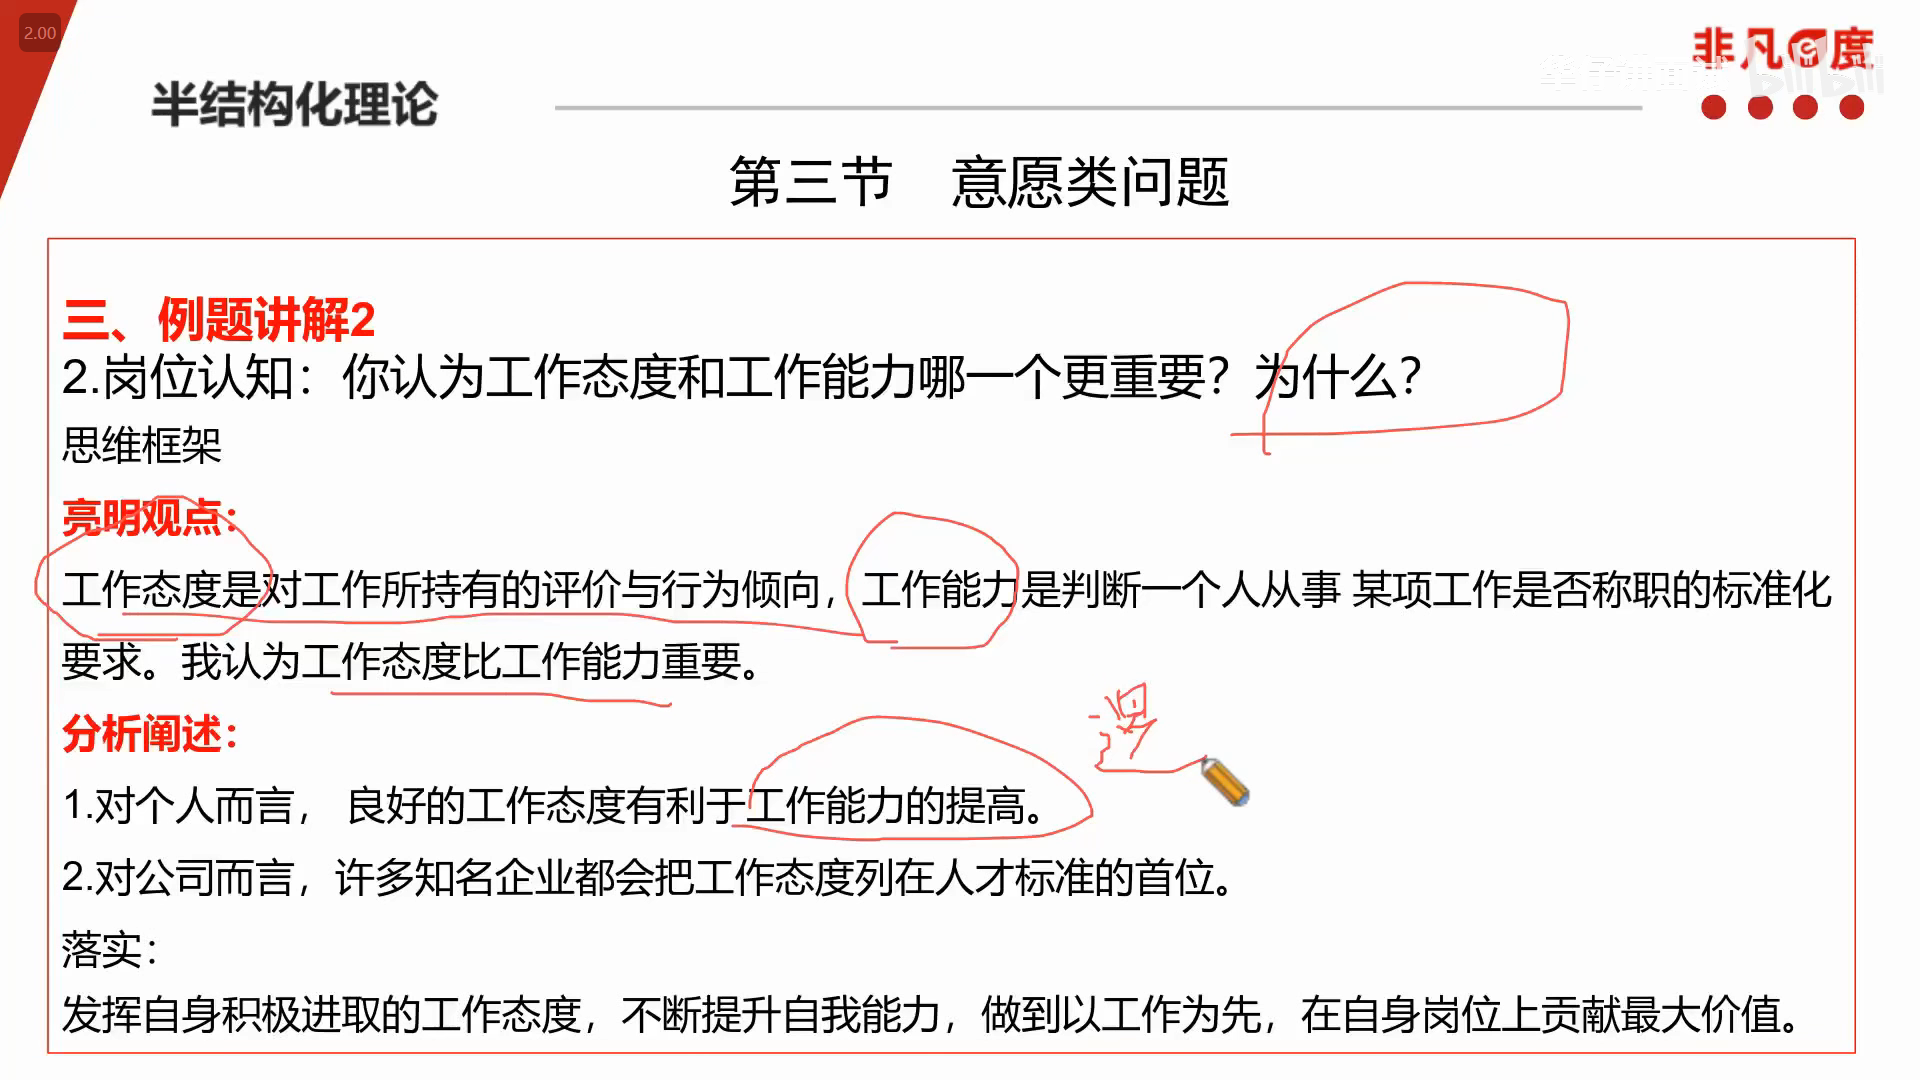 2.00
非凡度
半结构化理论
第三节 意愿类问题
三、例题讲解2
2.岗位认知：你认为工作态度和工作能力哪一个更重要？为什么？
思维框架
亮明观点：
工作态度是对工作所持有的评价与行为倾向，工作能力是判断一个人从事 某项工作是否称职的标准化
要求。我认为工作态度比工作能力重要。
分析阐述：
1.对个人而言， 良好的工作态度有利于工作能力的提高。
2.对公司而言，许多知名企业都会把工作态度列在人才标准的首位。
落实：
发挥自身积极进取的工作态度，不断提升自我能力，做到以工作为先，在自身岗位上贡献最大价值。